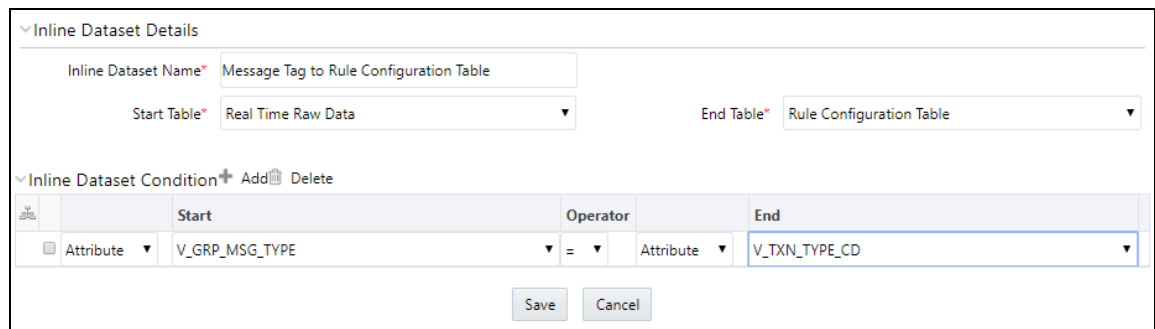 Inline Dataset Details
Inline Dataset Name* Message Tag to Rule Configuration Table
Start Table* Real Time Raw Data End Table* Rule Configuration Table
Inline Dataset Condition Add Delete
Start Operator End
Attribute V_GRP_MSG_TYPE = Attribute V_TXN_TYPE_CD
Save Cancel